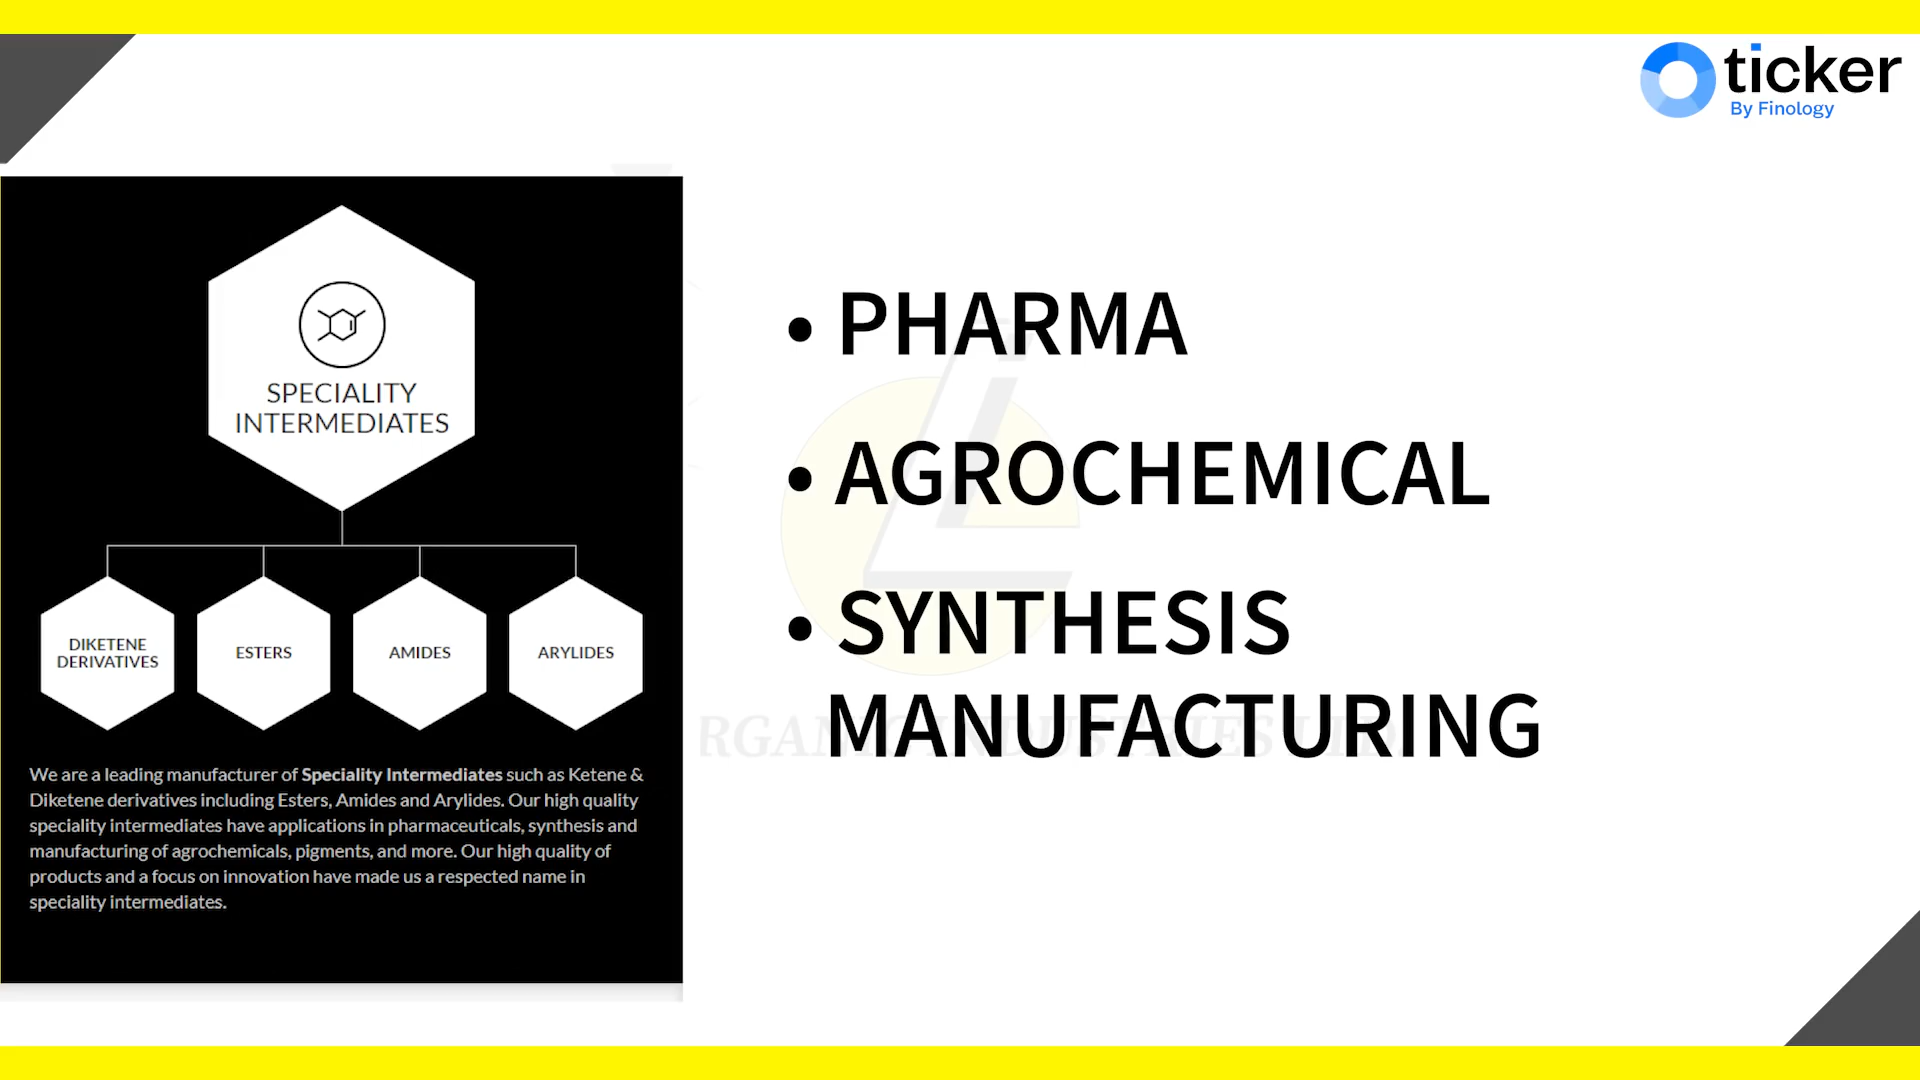 ticker
By Finology
SPECIALITY
INTERMEDIATES
DIKETENE
DERIVATIVES
ESTERS
AMIDES
ARYLIDES
We are a leading manufacturer of Speciality Intermediates such as Ketene &
Diketene derivatives including Esters, Amides and Arylides. Our high quality
speciality intermediates have applications in pharmaceuticals, synthesis and
manufacturing of agrochemicals, pigments, and more. Our high quality of
products and a focus on innovation have made us a respected name in
speciality intermediates.
• PHARMA
• AGROCHEMICAL
• SYNTHESIS
MANUFACTURING